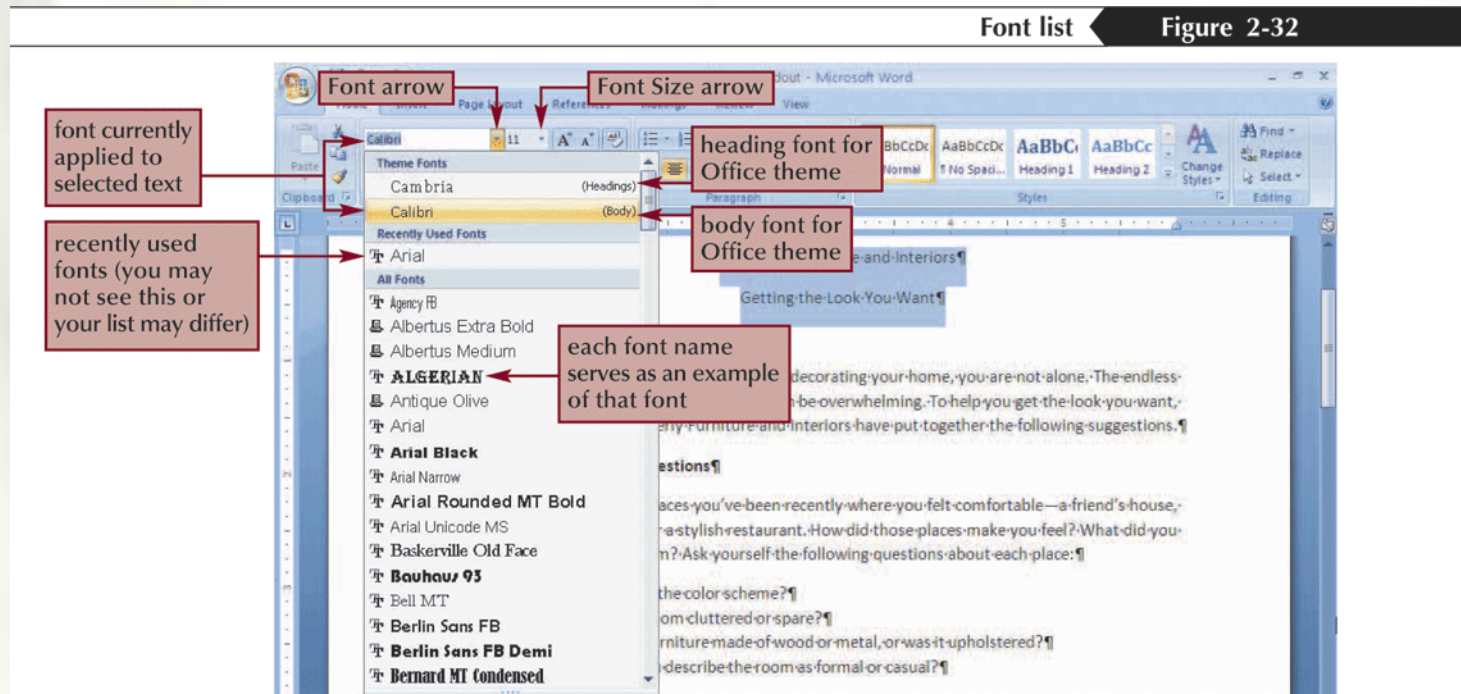 Font list Figure 2-32
dout - Microsoft Word
Font arrow
Font Size arrow
Page Layout References View
font currently
applied to
selected text
Calibri 11
heading font for
Office theme
BbCcDc AaBbCcDc AaBbC AaBbCc
Normal ¶ No Spaci... Heading 1 Heading 2
Change
Styles
Find
Replace
Select
Paste
Clipboard Paragraph Styles Editing
Theme Fonts
Cambria (Headings)
Calibri (Body)
body font for
Office theme
recently used
fonts (you may
not see this or
your list may differ)
Recently Used Fonts
Arial
All Fonts
Agency FB
Albertus Extra Bold
Albertus Medium
ALGERIAN
Antique Olive
Arial
Arial Black
Arial Narrow
Arial Rounded MT Bold
Arial Unicode MS
Baskerville Old Face
Bauhaus 93
Bell MT
Berlin Sans FB
Berlin Sans FB Demi
Bernard MT Condensed
each font name
serves as an example
of that font
e·and·Interiors¶
Getting·the·Look·You·Want¶
decorating·your·home,·you·are·not·alone.·The·endless·
be·overwhelming.·To·help·you·get·the·look·you·want,·
erly·Furniture·and·Interiors·have·put·together·the·following·suggestions.¶
estions¶
aces·you've·been·recently·where·you·felt·comfortable—a·friend's·house,·
a·stylish·restaurant.·How·did·those·places·make·you·feel?·What·did·you·
m?·Ask·yourself·the·following·questions·about·each·place:¶
the·color·scheme?¶
om·cluttered·or·spare?¶
rniture·made·of·wood·or·metal,·or·was·it·upholstered?¶
describe·the·room·as·formal·or·casual?¶